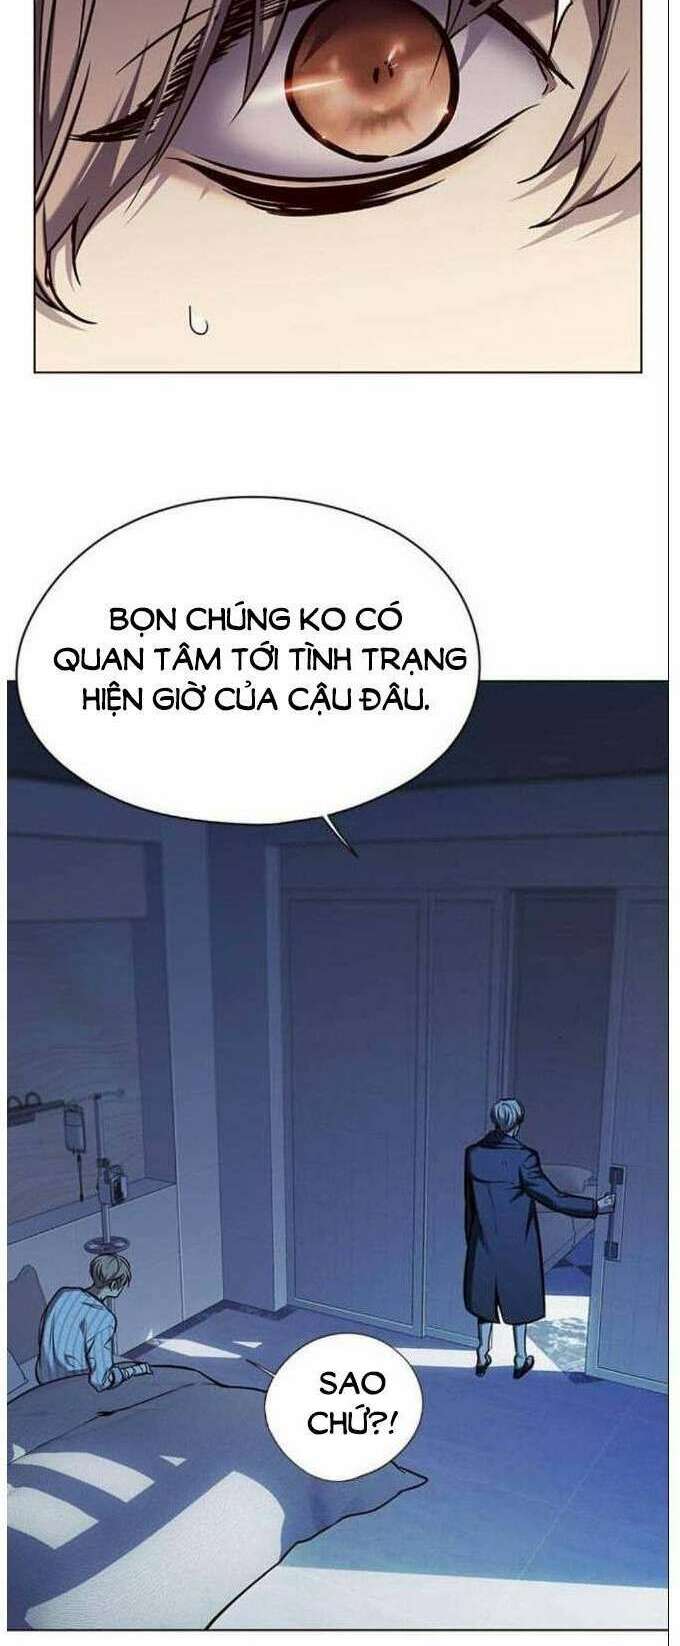 BỌN CHÚNG KO CÓ
QUAN TÂM TỚI TÌNH TRẠNG
HIỆN GIỜ CỦA CẬU ĐÂU.
SAO
CHỨ?!